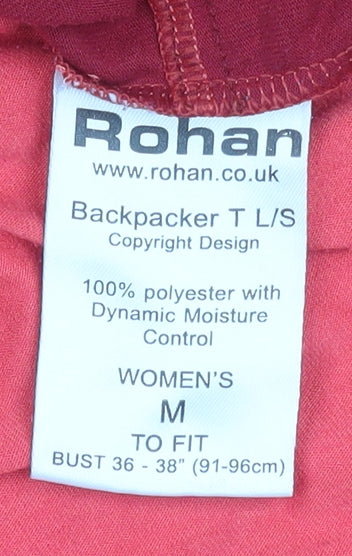 Rohan
www.rohan.co.uk
Backpacker T L/S
Copyright Design
100% polyester with
Dynamic Moisture
Control
WOMEN'S
M
TO FIT
BUST 36 - 38" (91-96cm)